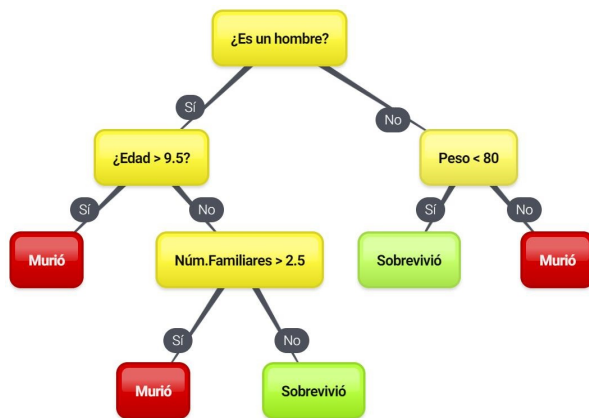 ¿Es un hombre?
Sí
No
¿Edad > 9.5?
Peso < 80
Sí
No
Sí
No
Murió
Núm.Familiares > 2.5
Sobrevivió
Murió
Sí
No
Murió
Sobrevivió